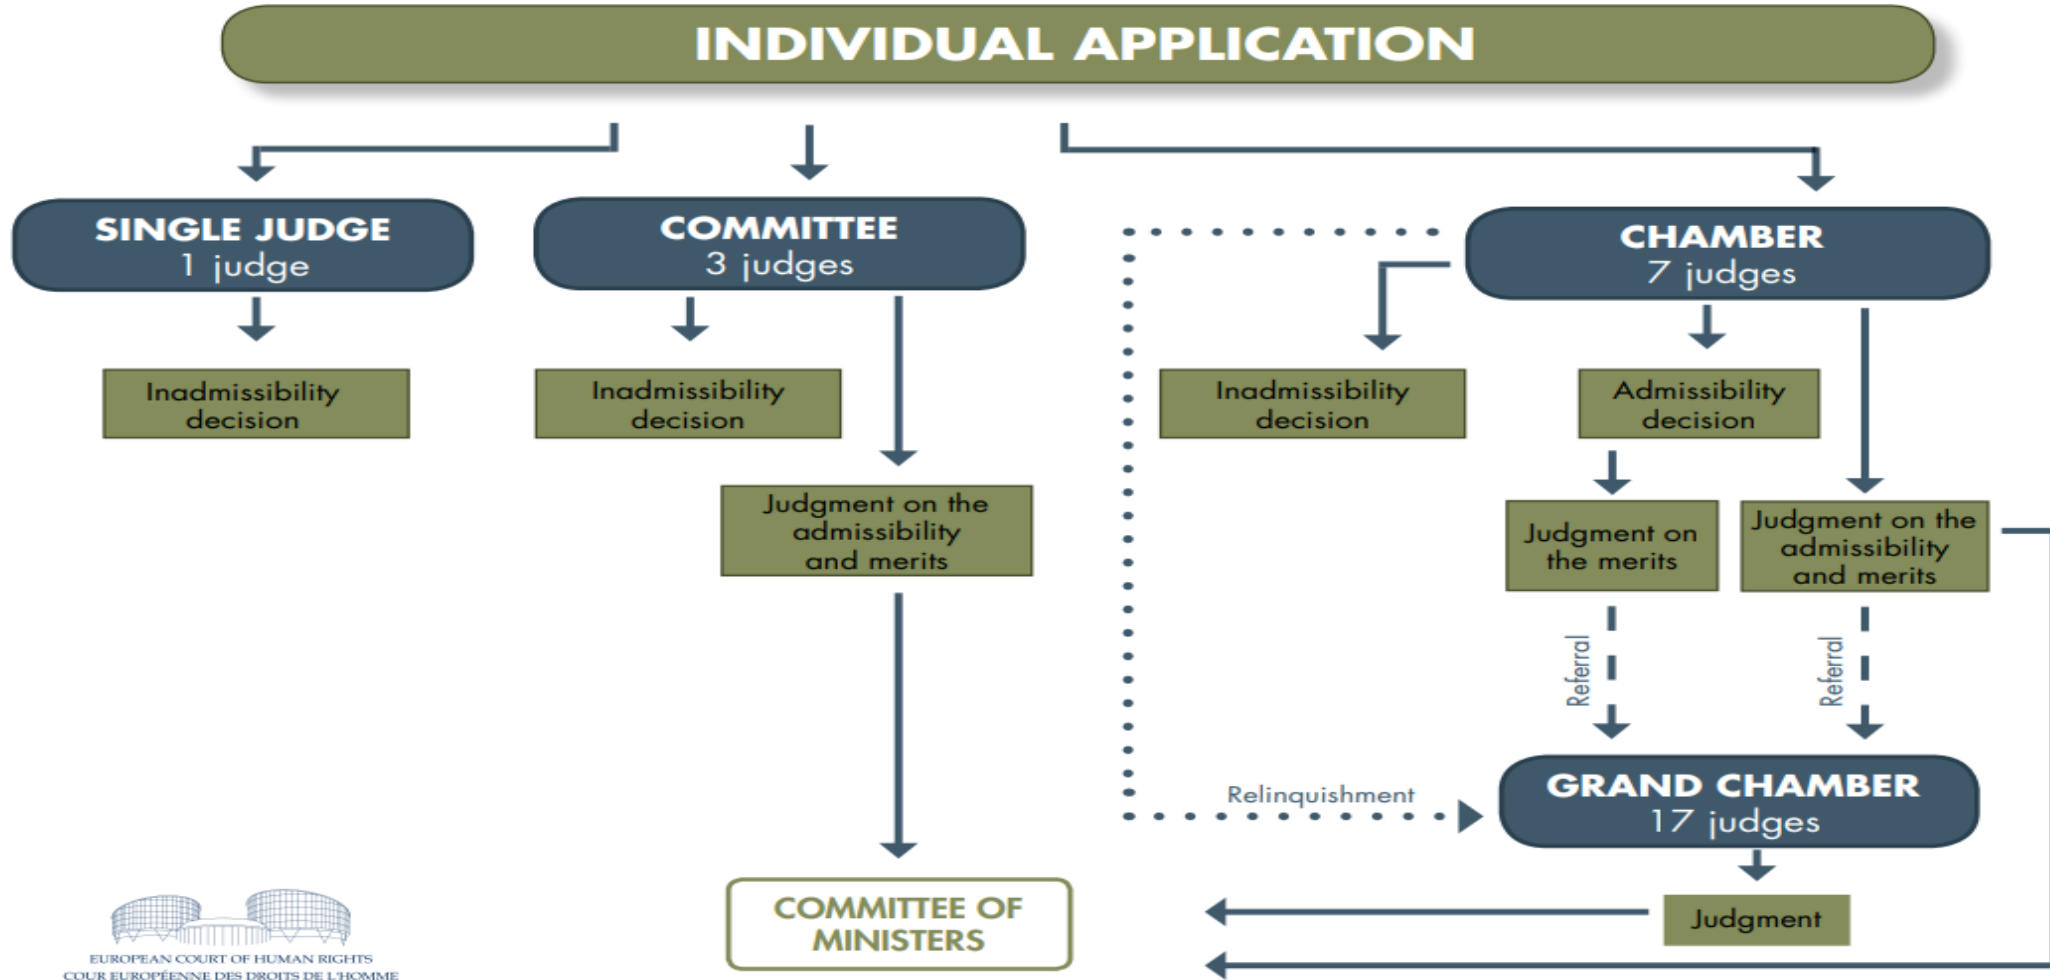 INDIVIDUAL APPLICATION
SINGLE JUDGE
1 judge
COMMITTEE
3 judges
CHAMBER
7 judges
Inadmissibility
decision
Inadmissibility
decision
Inadmissibility
decision
Admissibility
decision
Judgment on the
admissibility
and merits
Judgment on
the merits
Judgment on the
admissibility
and merits
Referral
Referral
Relinquishment
GRAND CHAMBER
17 judges
COMMITTEE OF
MINISTERS
Judgment
EUROPEAN COURT OF HUMAN RIGHTS
COUR EUROPÉENNE DES DROITS DE L'HOMME